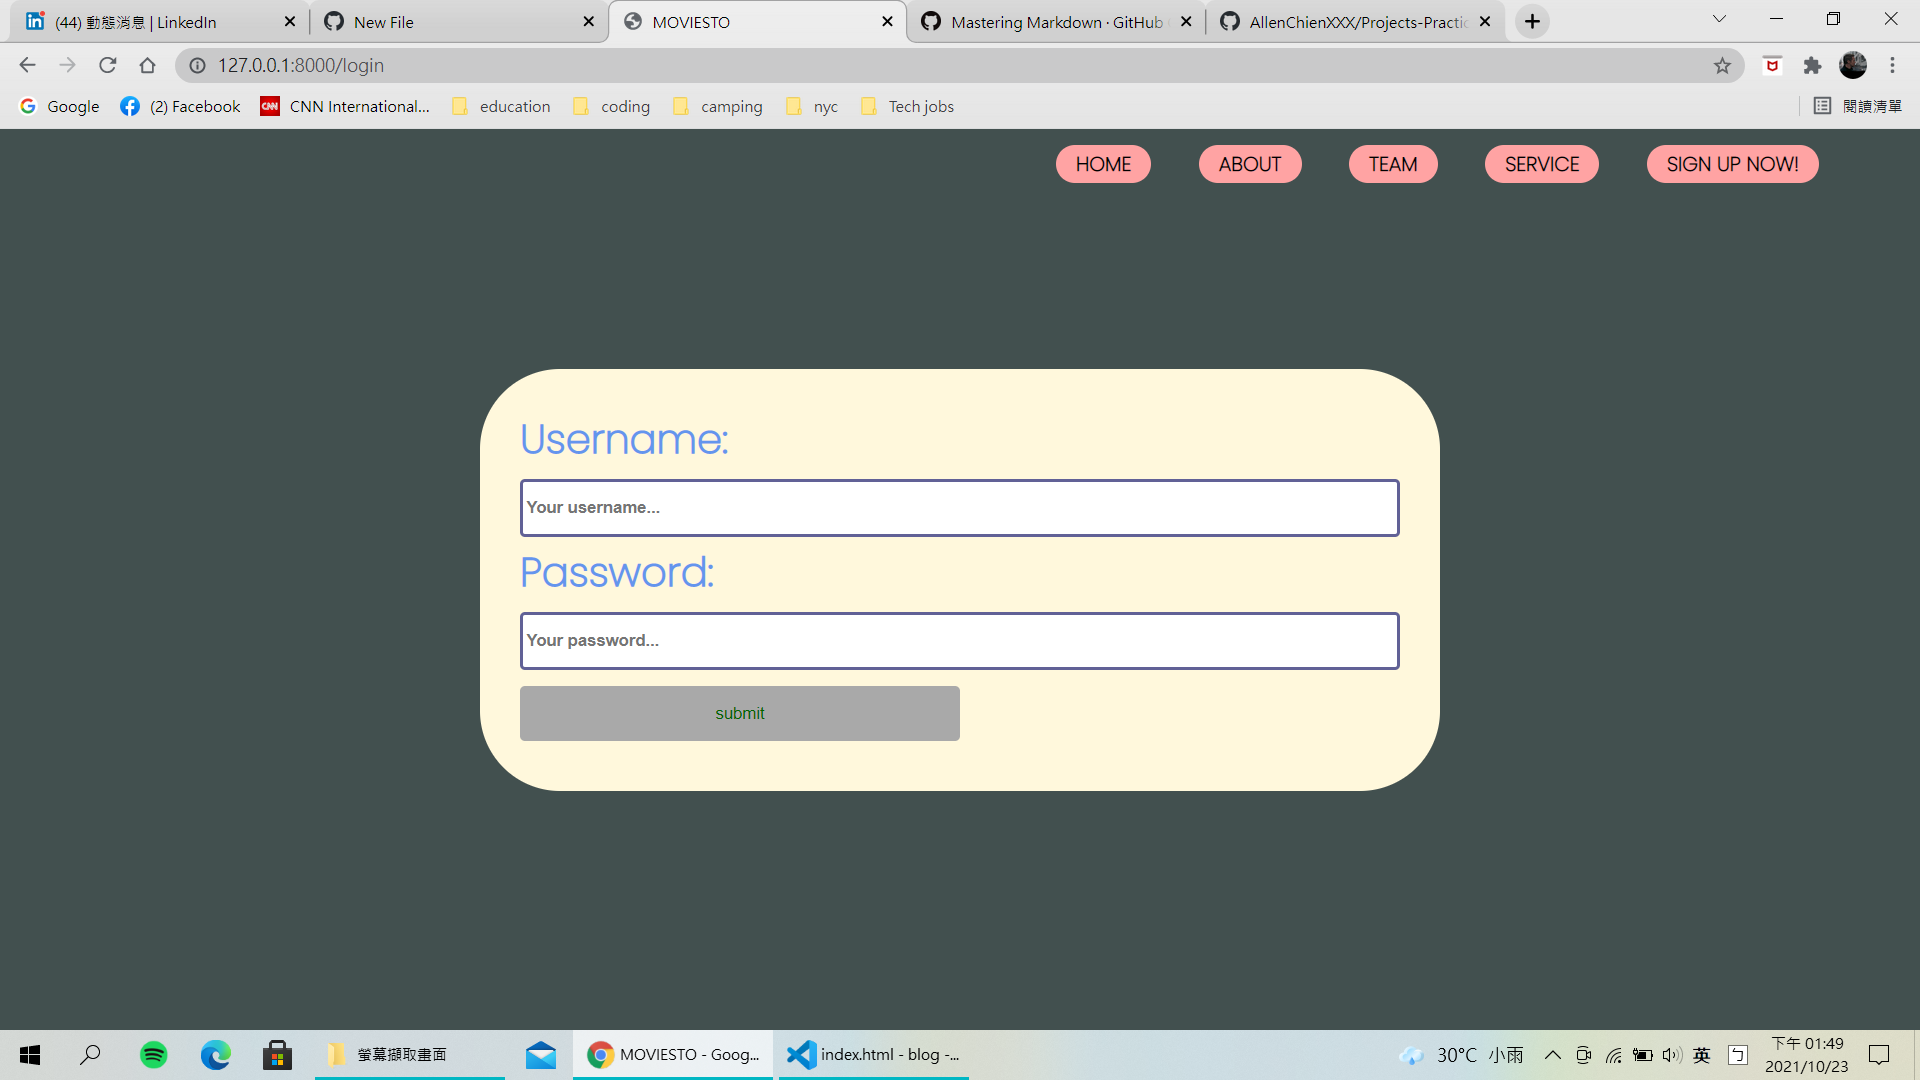 (44) 動態消息 | LinkedIn
New File
MOVIESTO
Mastering Markdown · GitHub
AllenChienXXX/Projects-Practic
127.0.0.1:8000/login
Google
(2) Facebook
CNN International...
education
coding
camping
nyc
Tech jobs
閱讀清單
HOME
ABOUT
TEAM
SERVICE
SIGN UP NOW!
Username:
Your username...
Password:
Your password...
submit
螢幕擷取畫面
MOVIESTO - Goog...
index.html - blog -...
30°C 小雨
英
ㄅ
下午 01:49
2021/10/23